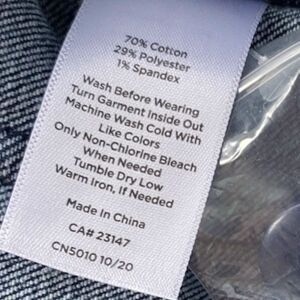 70% Cotton
29% Polyester
1% Spandex
Wash Before Wearing
Turn Garment Inside Out
Machine Wash Cold With
Like Colors
Only Non-Chlorine Bleach
When Needed
Tumble Dry Low
Warm Iron, If Needed
Made In China
CA# 23147
CN5010 10/20